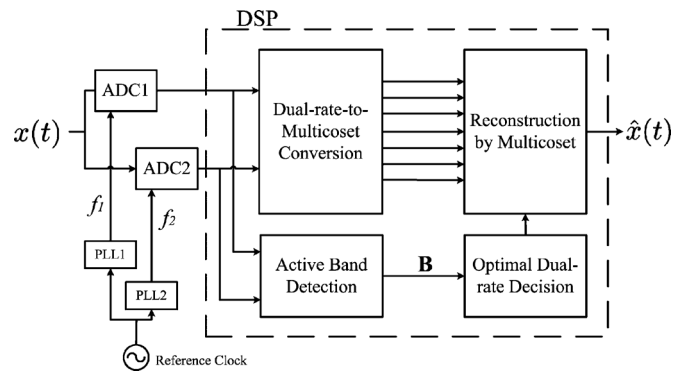 DSP
ADC1
Dual-rate-to-
Multicoset
Conversion
Reconstruction
by Multicoset
x(t)
x̂(t)
ADC2
f1
f2
PLL1
PLL2
Active Band
Detection
B
Optimal Dual-
rate Decision
Reference Clock